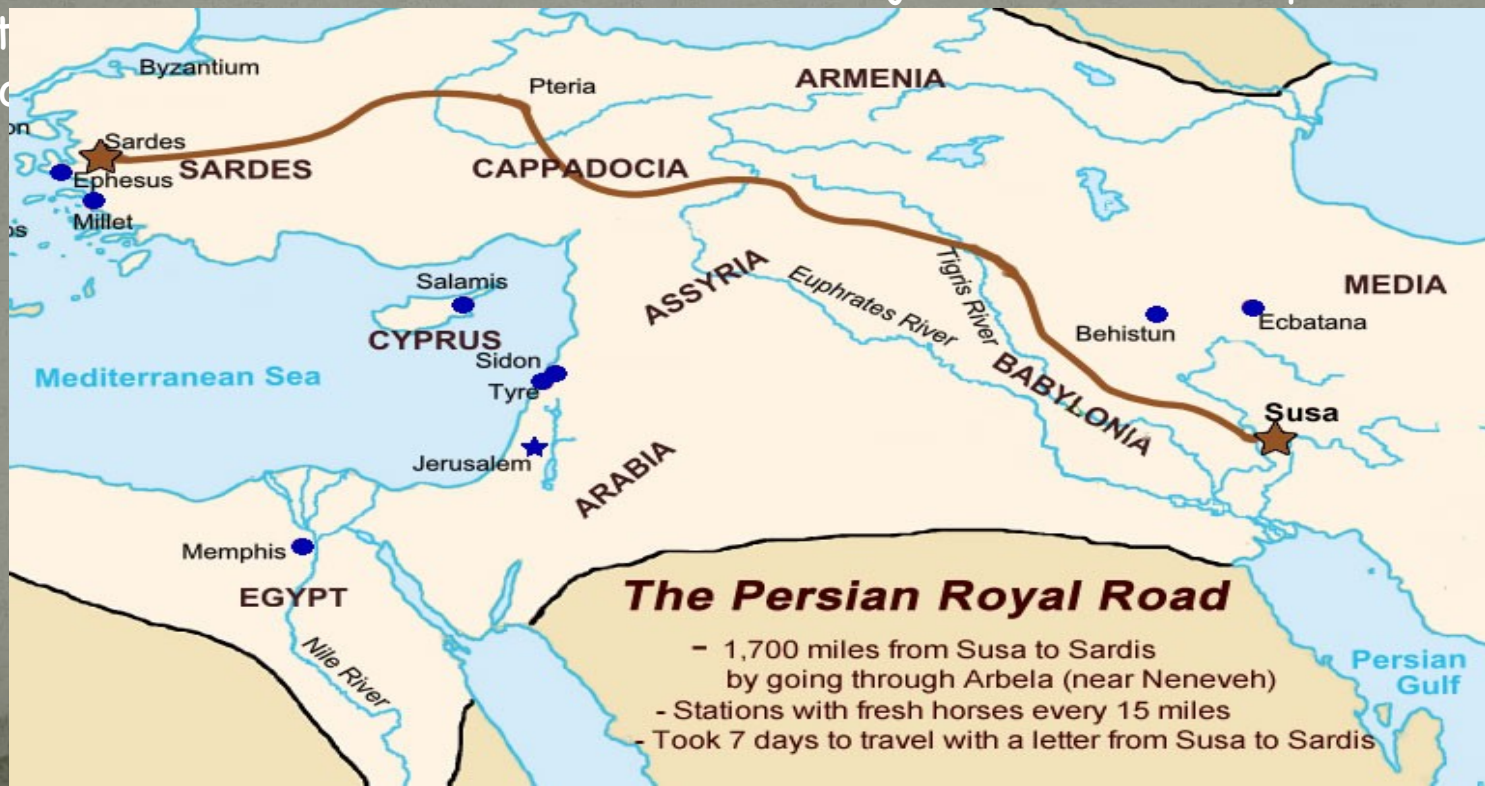 Byzantium
Pteria
ARMENIA
Sardes
SARDES
CAPPADOCIA
Ephesus
Millet
Salamis
CYPRUS
ASSYRIA
Euphrates River
Tigris River
MEDIA
Behistun
Ecbatana
Sidon
Tyre
Mediterranean Sea
BABYLONIA
Susa
Jerusalem
ARABIA
Memphis
EGYPT
Nile River
The Persian Royal Road
- 1,700 miles from Susa to Sardis
by going through Arbela (near Neneveh)
- Stations with fresh horses every 15 miles
- Took 7 days to travel with a letter from Susa to Sardis
Persian
Gulf